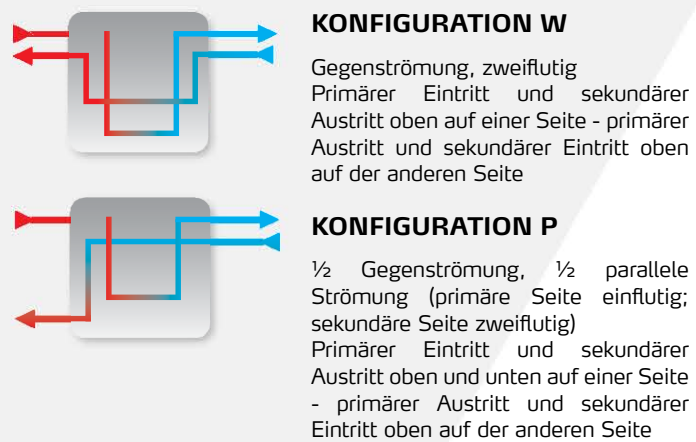 KONFIGURATION W
Gegenströmung, zweiflutig
Primärer Eintritt und sekundärer
Austritt oben auf einer Seite - primärer
Austritt und sekundärer Eintritt oben
auf der anderen Seite
KONFIGURATION P
½ Gegenströmung, ½ parallele
Strömung (primäre Seite einflutig;
sekundäre Seite zweiflutig)
Primärer Eintritt und sekundärer
Austritt oben und unten auf einer Seite
- primärer Austritt und sekundärer
Eintritt oben auf der anderen Seite